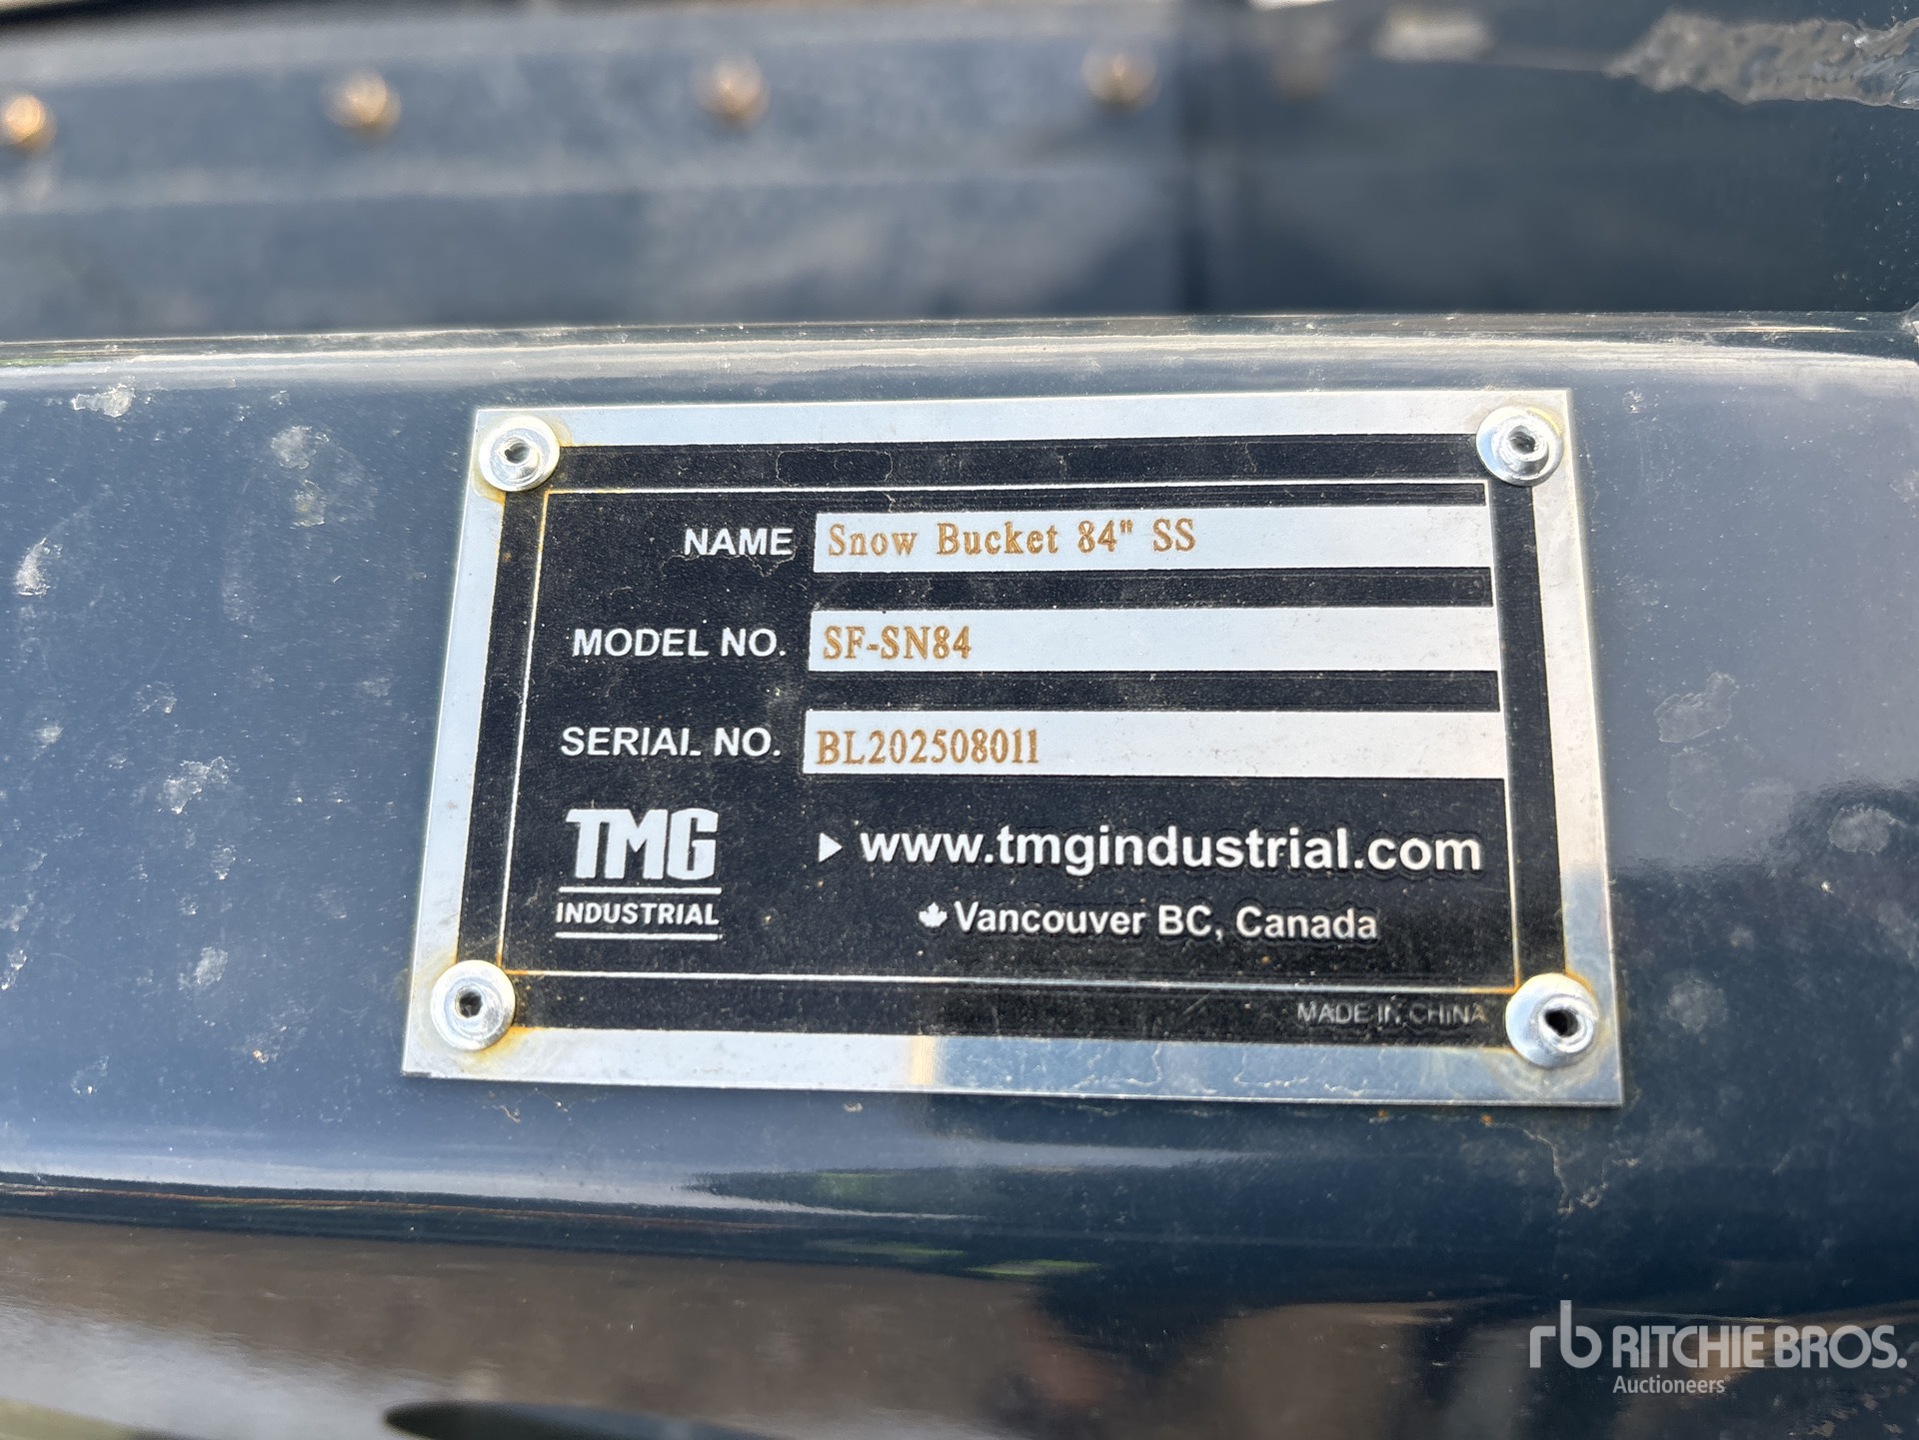 NAME Snow Bucket 84" SS
MODEL NO. SF-SN84
SERIAL NO. BL202508011
TMG
INDUSTRIAL
www.tmgindustrial.com
Vancouver BC, Canada
MADE IN CHINA
rb RITCHIE BROS.
Auctioneers